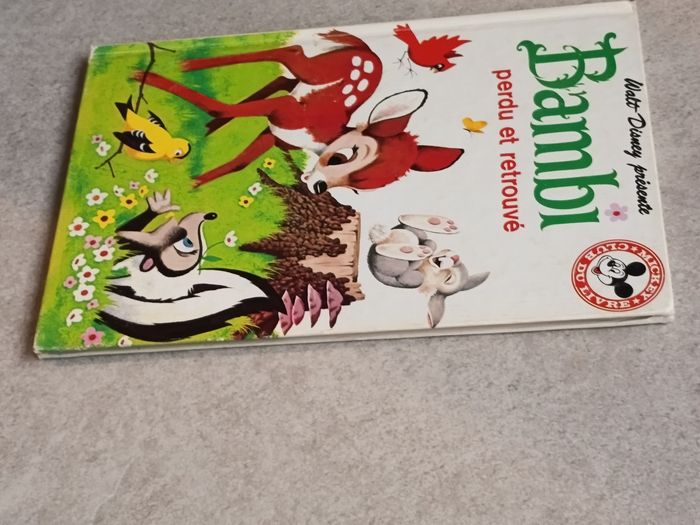 Walt Disney présente
Bambi
perdu et retrouvé
MICKEY
CLUB DU LIVRE